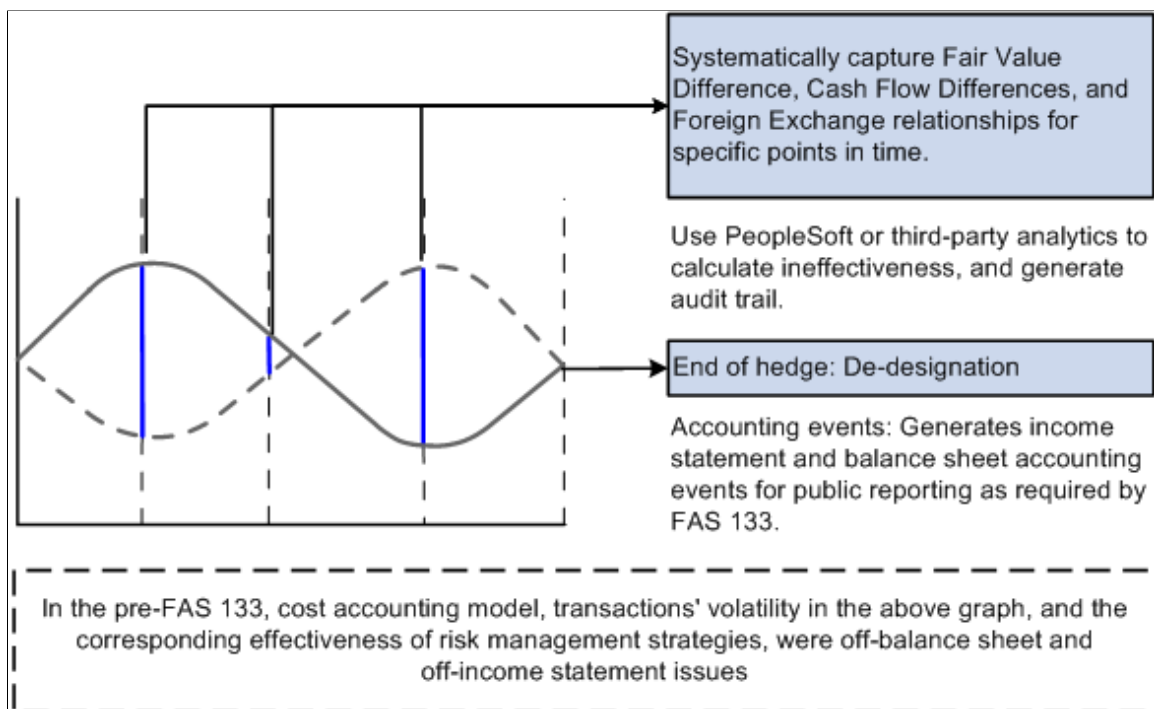 Systematically capture Fair Value
Difference, Cash Flow Differences, and
Foreign Exchange relationships for
specific points in time.
Use PeopleSoft or third-party analytics to
calculate ineffectiveness, and generate
audit trail.
End of hedge: De-designation
Accounting events: Generates income
statement and balance sheet accounting
events for public reporting as required by
FAS 133.
In the pre-FAS 133, cost accounting model, transactions' volatility in the above graph, and the
corresponding effectiveness of risk management strategies, were off-balance sheet and
off-income statement issues